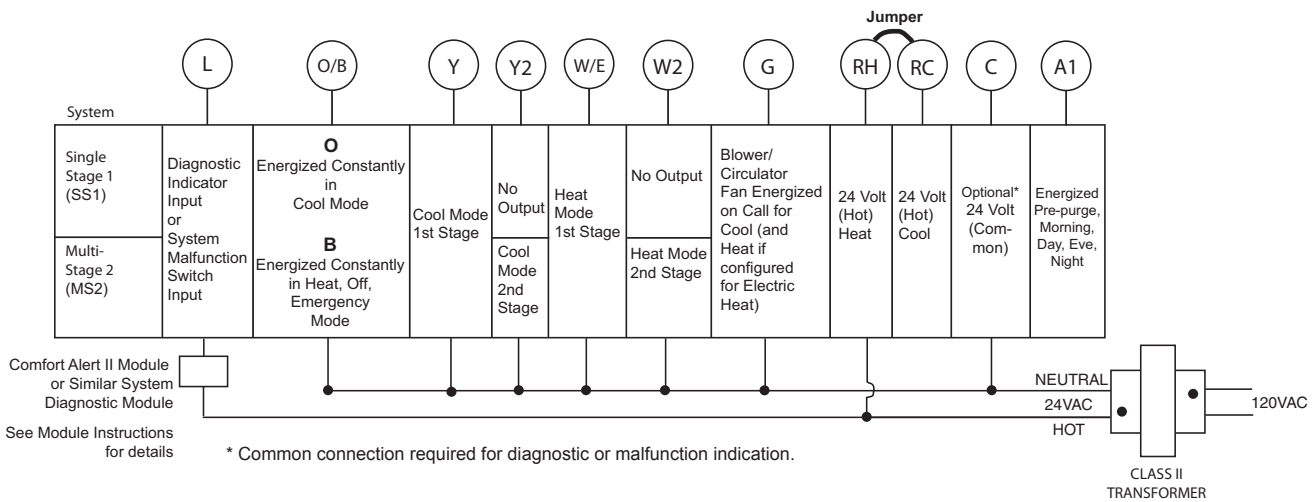 Jumper
L
O/B
Y
Y2
W/E
W2
G
RH
RC
C
A1
System
Single
Stage 1
(SS1)
Multi-
Stage 2
(MS2)
Diagnostic
Indicator
Input
or
System
Malfunction
Switch
Input
O
Energized Constantly
in
Cool Mode
B
Energized Constantly
in Heat, Off,
Emergency
Mode
Cool Mode
1st Stage
No
Output
Cool
Mode
2nd
Stage
Heat
Mode
1st Stage
No Output
Heat Mode
2nd Stage
Blower/
Circulator
Fan Energized
on Call for
Cool (and
Heat if
configured
for Electric
Heat)
24 Volt
(Hot)
Heat
24 Volt
(Hot)
Cool
Optional*
24 Volt
(Com-
mon)
Energized
Pre-purge,
Morning,
Day, Eve,
Night
Comfort Alert II Module
or Similar System
Diagnostic Module
See Module Instructions
for details
NEUTRAL
24VAC
HOT
120VAC
CLASS II
TRANSFORMER
* Common connection required for diagnostic or malfunction indication.